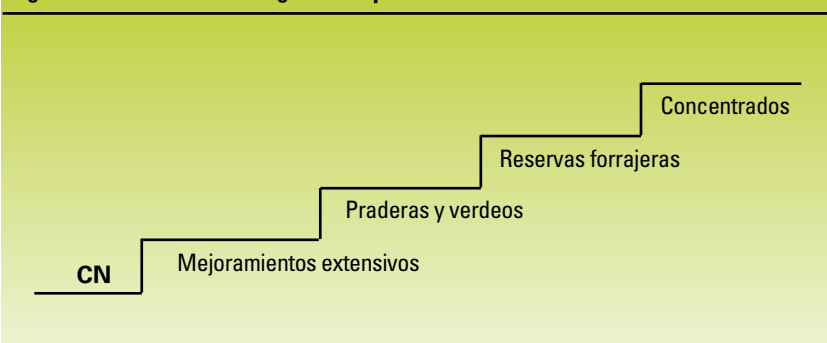 Concentrados
Reservas forrajeras
Praderas y verdeos
CN
Mejoramientos extensivos